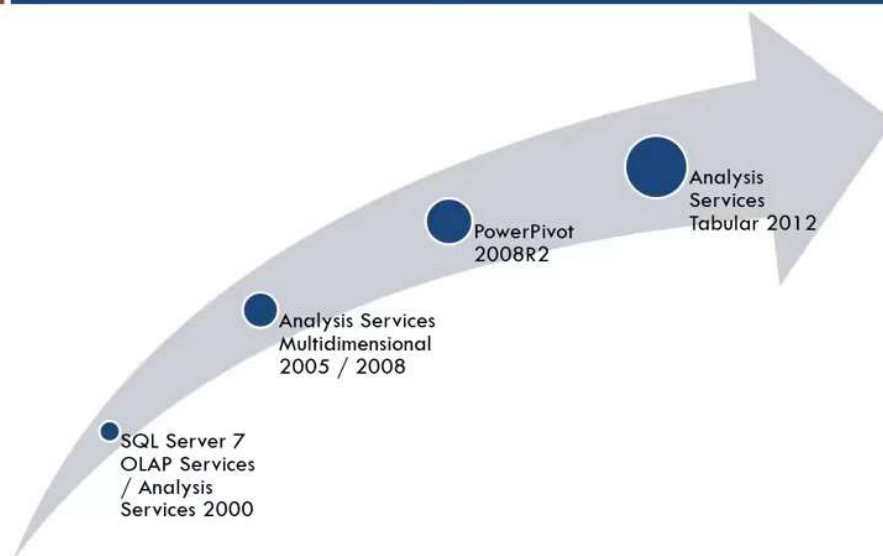 Analysis
Services
Tabular 2012
PowerPivot
2008R2
Analysis Services
Multidimensional
2005 / 2008
SQL Server 7
OLAP Services
/ Analysis
Services 2000